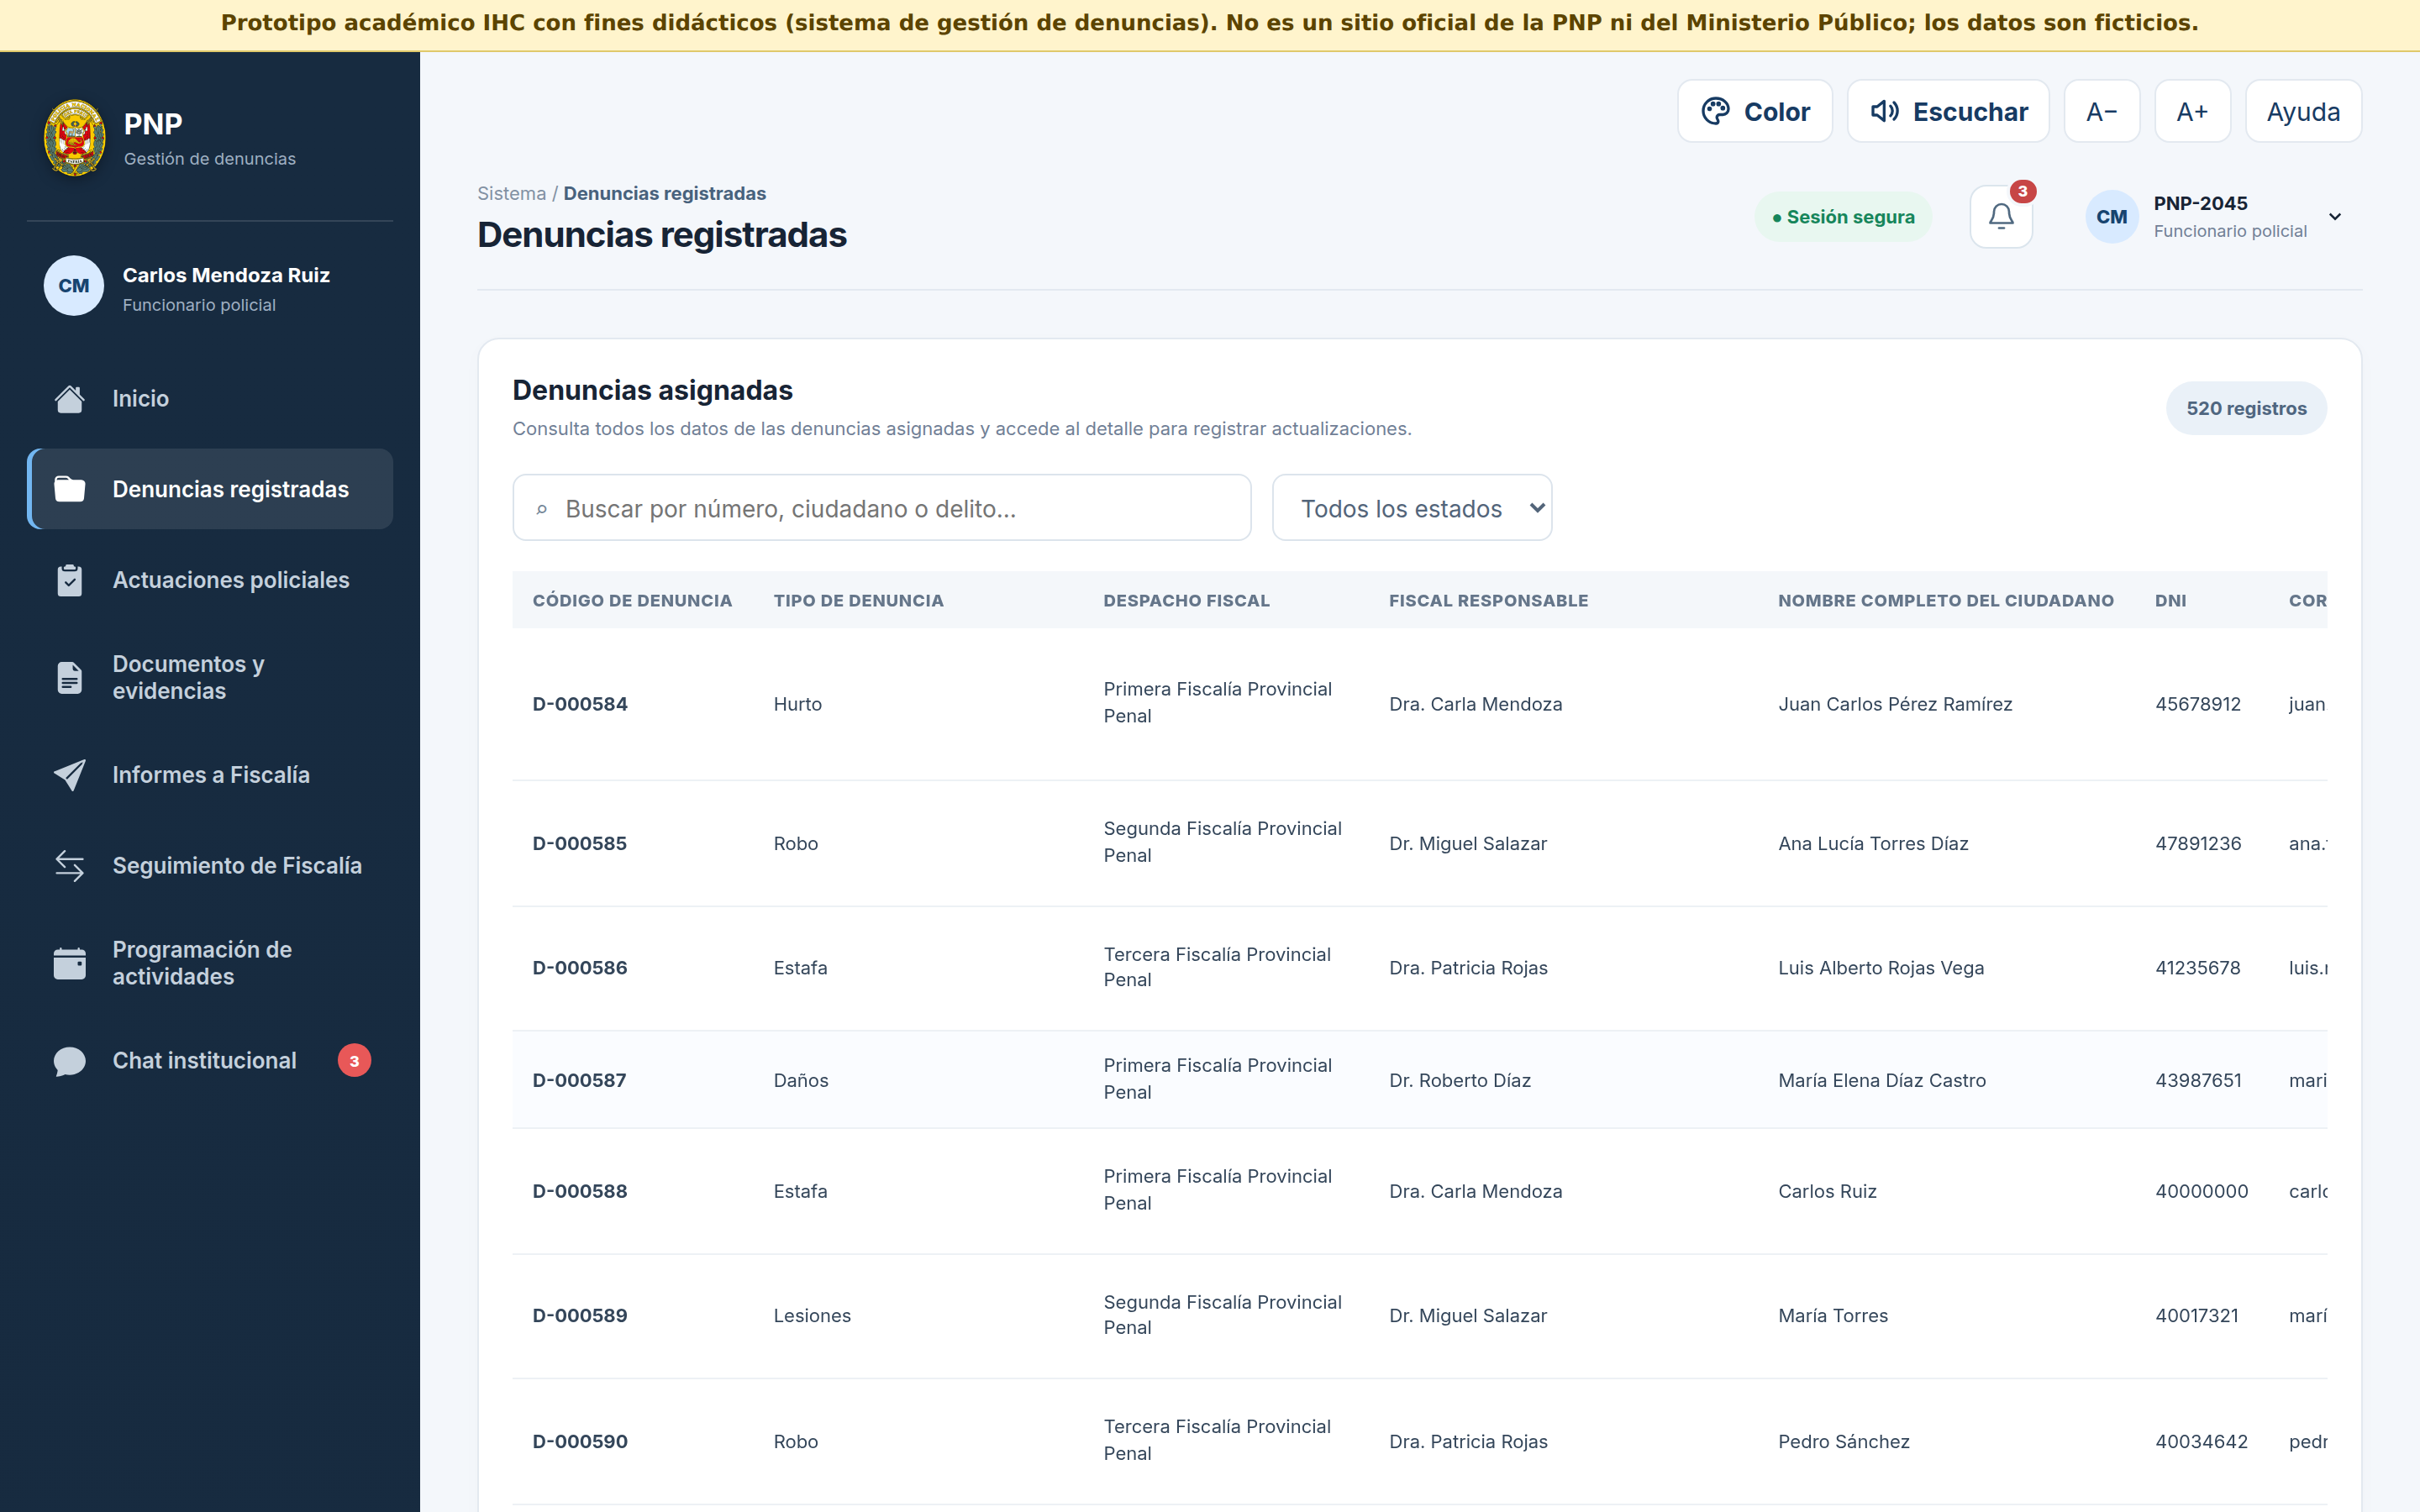 Prototipo académico IHC con fines didácticos (sistema de gestión de denuncias). No es un sitio oficial de la PNP ni del Ministerio Público; los datos son ficticios.
PNP
Gestión de denuncias
Carlos Mendoza Ruiz
CM
Funcionario policial
Inicio
Denuncias registradas
Actuaciones policiales
Documentos y
evidencias
Informes a Fiscalía
Seguimiento de Fiscalía
Programación de
actividades
Chat institucional 3
Color Escuchar A− A+ Ayuda
Sistema / Denuncias registradas
Denuncias registradas
● Sesión segura
3
CM
PNP-2045
Funcionario policial
Denuncias asignadas
Consulta todos los datos de las denuncias asignadas y accede al detalle para registrar actualizaciones.
520 registros
Buscar por número, ciudadano o delito...
Todos los estados
CÓDIGO DE DENUNCIA TIPO DE DENUNCIA DESPACHO FISCAL FISCAL RESPONSABLE NOMBRE COMPLETO DEL CIUDADANO DNI COR
D-000584 Hurto Primera Fiscalía Provincial Penal Dra. Carla Mendoza Juan Carlos Pérez Ramírez 45678912 juan
D-000585 Robo Segunda Fiscalía Provincial Penal Dr. Miguel Salazar Ana Lucía Torres Díaz 47891236 ana.
D-000586 Estafa Tercera Fiscalía Provincial Penal Dra. Patricia Rojas Luis Alberto Rojas Vega 41235678 luis.
D-000587 Daños Primera Fiscalía Provincial Penal Dr. Roberto Díaz María Elena Díaz Castro 43987651 mari
D-000588 Estafa Primera Fiscalía Provincial Penal Dra. Carla Mendoza Carlos Ruiz 40000000 carlo
D-000589 Lesiones Segunda Fiscalía Provincial Penal Dr. Miguel Salazar María Torres 40017321 marí
D-000590 Robo Tercera Fiscalía Provincial Penal Dra. Patricia Rojas Pedro Sánchez 40034642 pedr